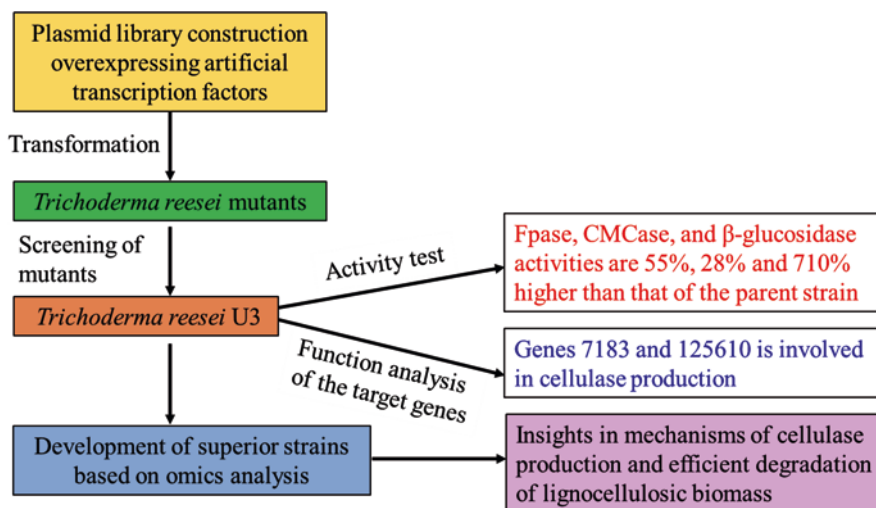 Plasmid library construction
overexpressing artificial
transcription factors
Transformation
Trichoderma reesei mutants
Screening of
mutants
Trichoderma reesei U3
Activity test
Fpase, CMCase, and β-glucosidase
activities are 55%, 28% and 710%
higher than that of the parent strain
Function analysis
of the target genes
Genes 7183 and 125610 is involved
in cellulase production
Development of superior strains
based on omics analysis
Insights in mechanisms of cellulase
production and efficient degradation
of lignocellulosic biomass